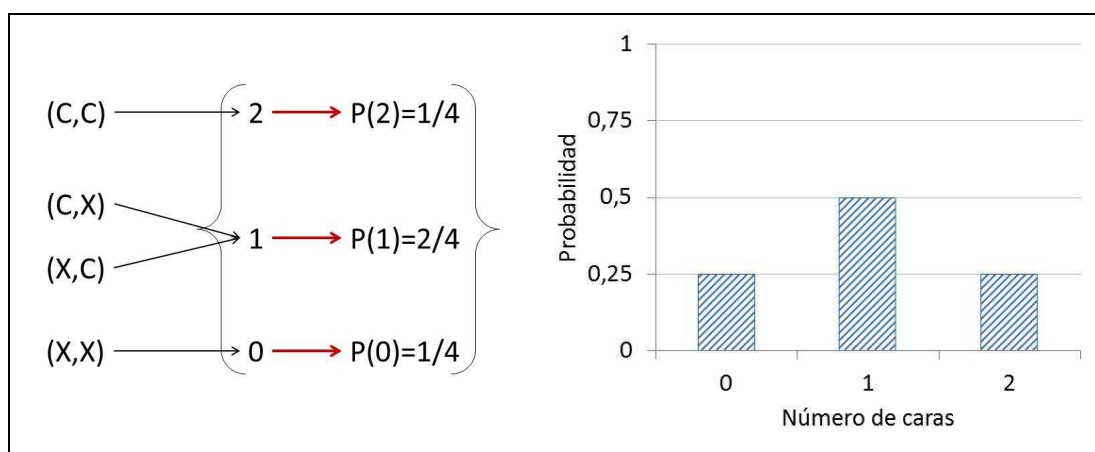 (C,C) 2 P(2)=1/4
(C,X)
1 P(1)=2/4
(X,C)
(X,X) 0 P(0)=1/4
1
0,75
0,5
0,25
0
Probabilidad
0 1 2
Número de caras